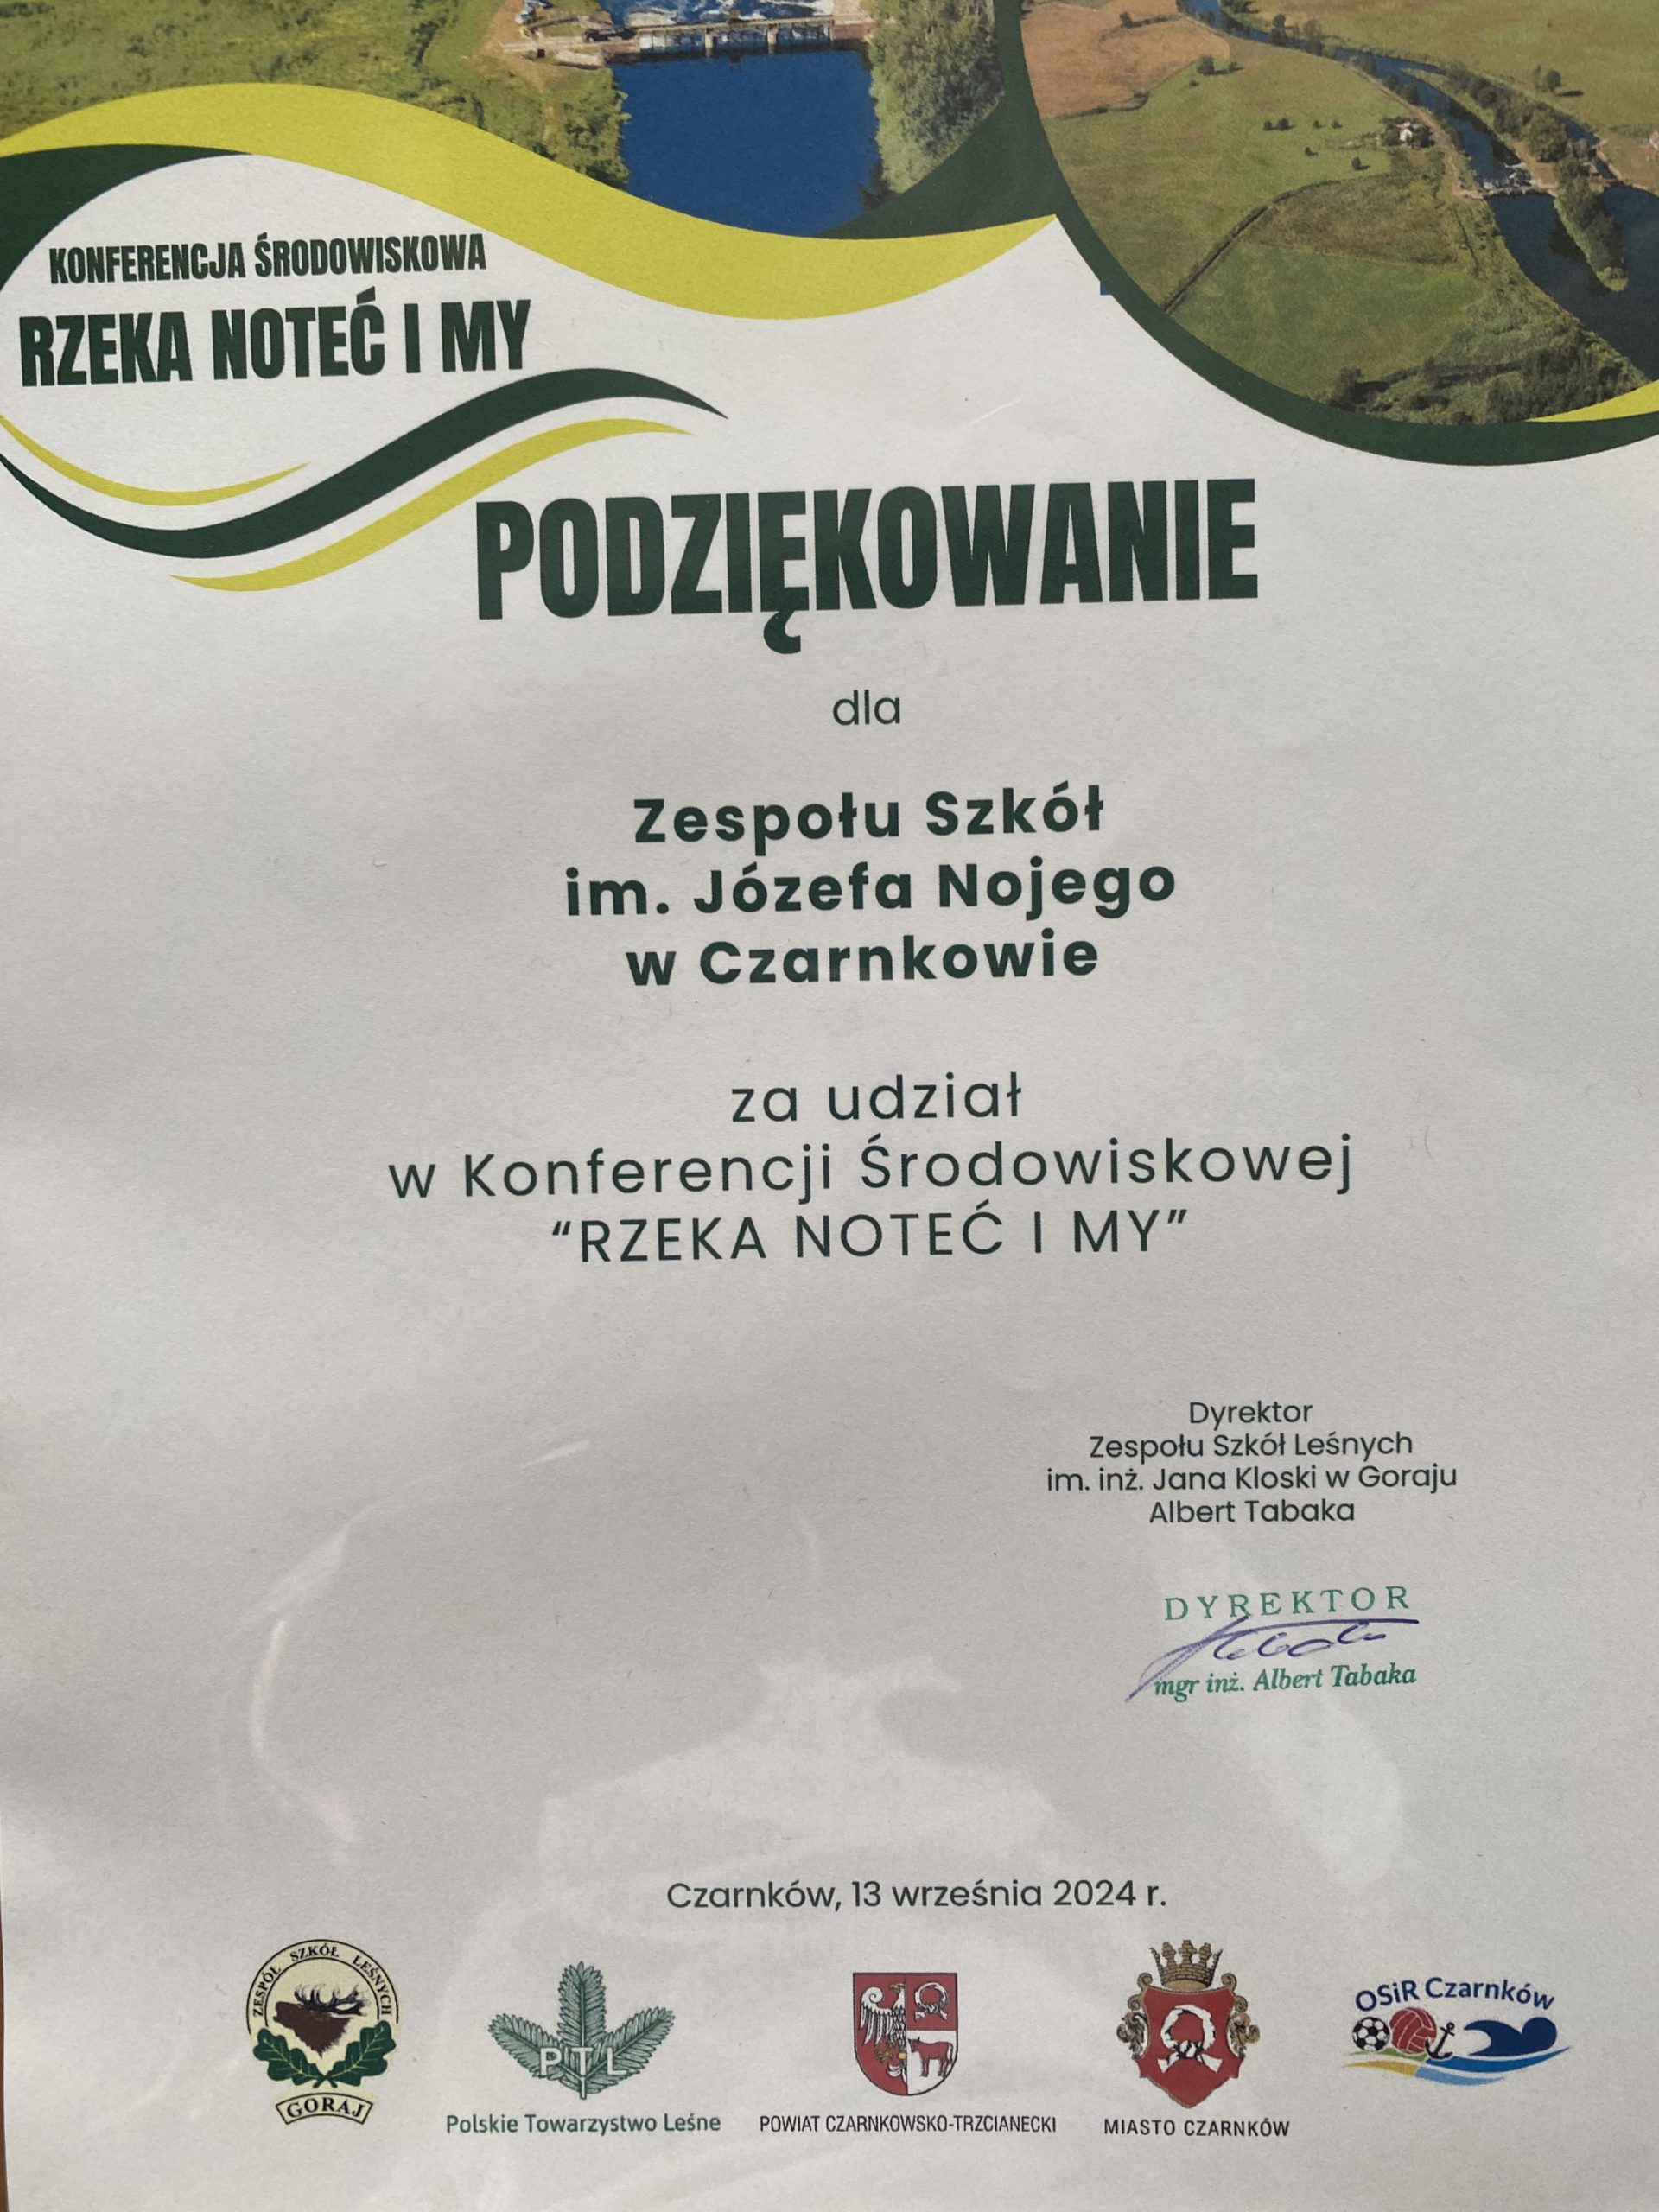 KONFERENCJA ŚRODOWISKOWA
RZEKA NOTEĆ I MY
PODZIĘKOWANIE
dla
Zespołu Szkół
im. Józefa Nojego
w Czarnkowie
za udział
w Konferencji Środowiskowej
“RZEKA NOTEĆ I MY”
Dyrektor
Zespołu Szkół Leśnych
im. inż. Jana Kloski w Goraju
Albert Tabaka
DYREKTOR
mgr inż. Albert Tabaka
Czarnków, 13 września 2024 r.
ZESPÓŁ SZKÓŁ LEŚNYCH
GORAJ
PTL
Polskie Towarzystwo Leśne
POWIAT CZARNKOWSKO-TRZCIANECKI
MIASTO CZARNKÓW
OSiR Czarnków